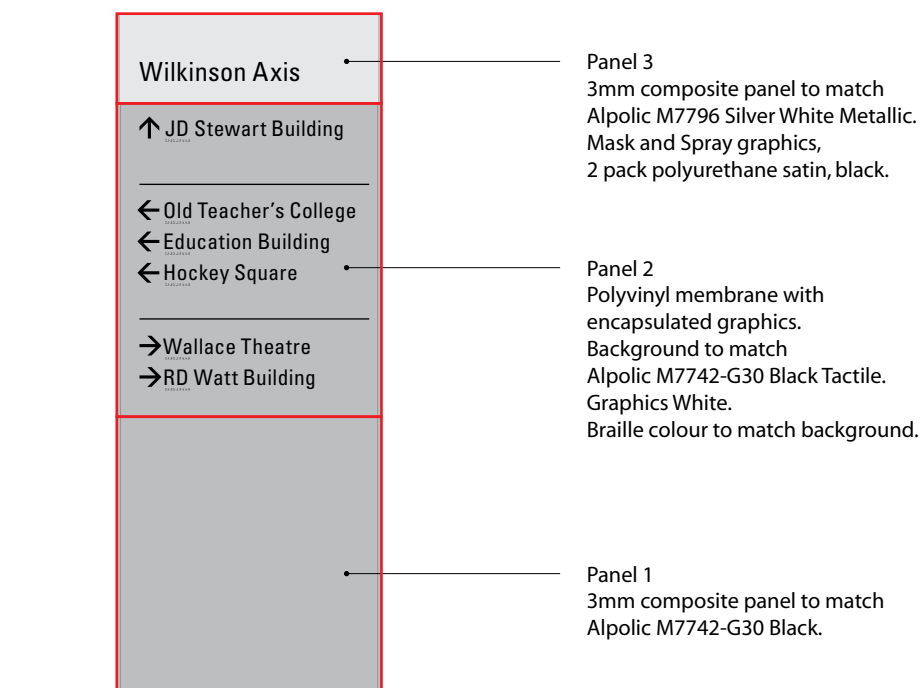 Wilkinson Axis
↑ JD Stewart Building
← Old Teacher's College
← Education Building
← Hockey Square
→ Wallace Theatre
→ RD Watt Building
Panel 3
3mm composite panel to match
Alpolic M7796 Silver White Metallic.
Mask and Spray graphics,
2 pack polyurethane satin, black.
Panel 2
Polyvinyl membrane with
encapsulated graphics.
Background to match
Alpolic M7742-G30 Black Tactile.
Graphics White.
Braille colour to match background.
Panel 1
3mm composite panel to match
Alpolic M7742-G30 Black.